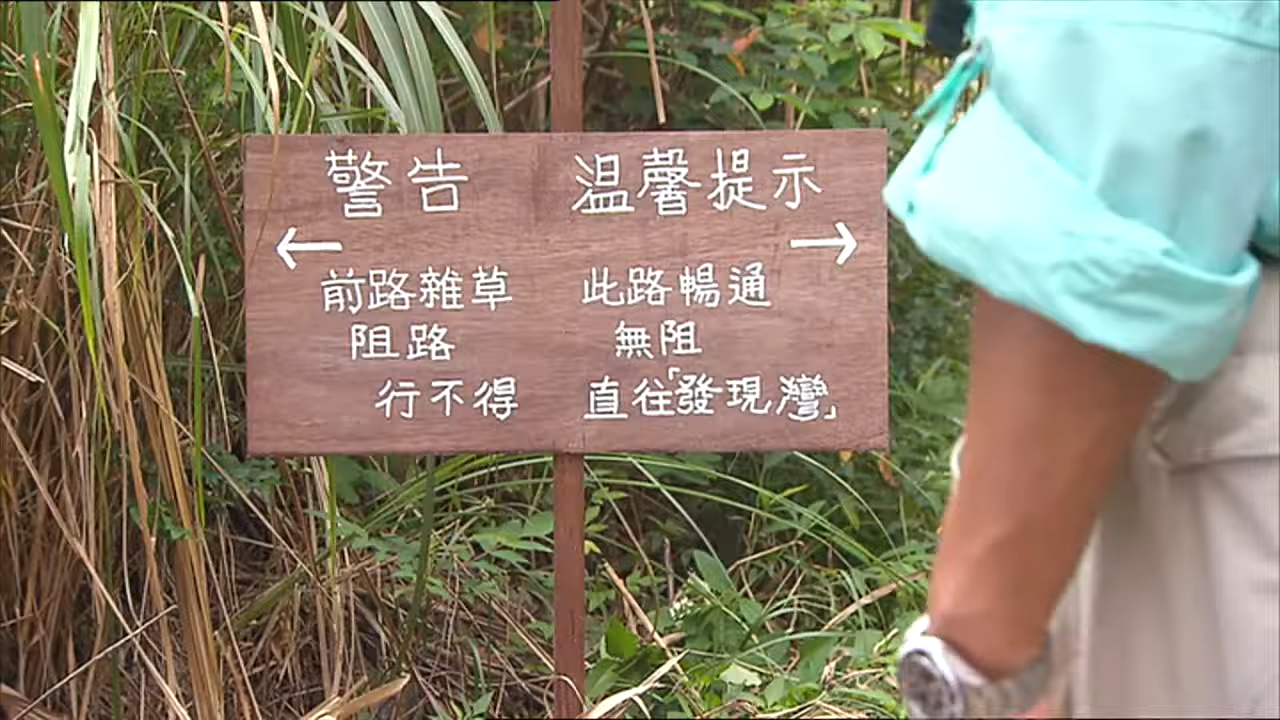 警告
←
前路雜草
阻路
行不得
温馨提示
→
此路暢通
無阻
直往「發現灣」